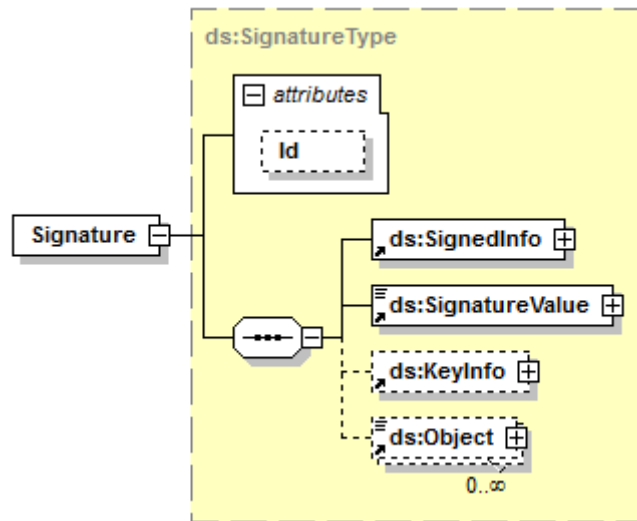 ds:SignatureType
attributes
Id
Signature
ds:SignedInfo
ds:SignatureValue
ds:KeyInfo
ds:Object
0..∞